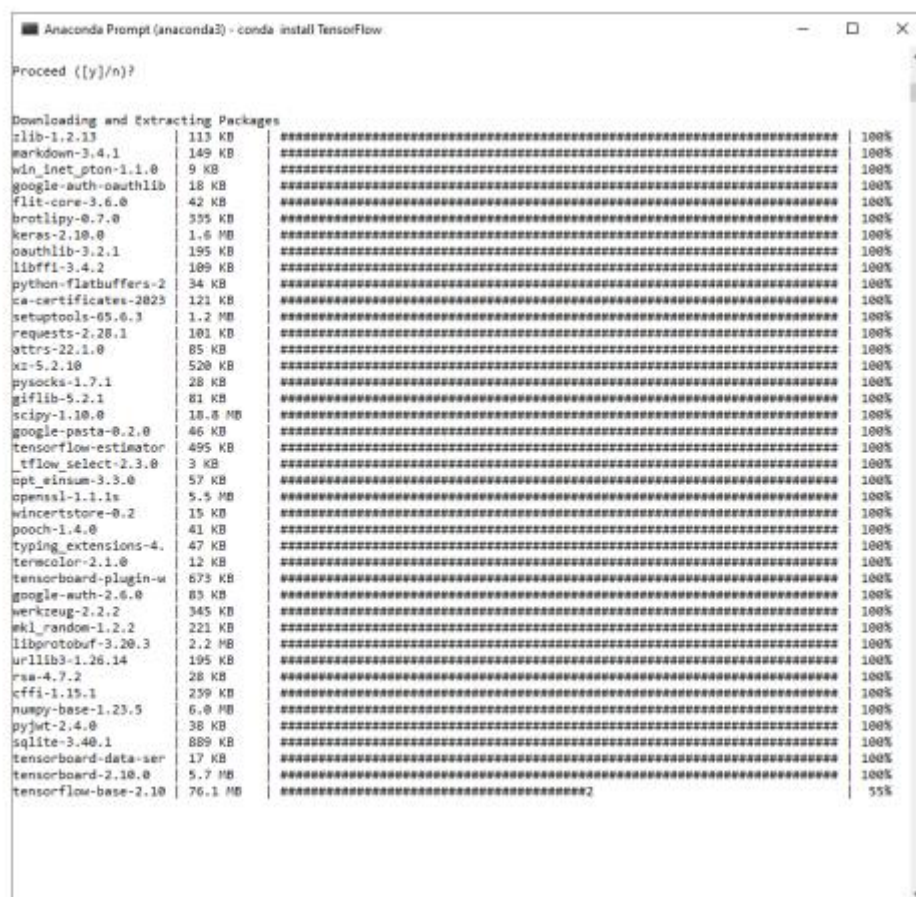 Anaconda Prompt (anaconda3) - conda install TensorFlow
Proceed ([y]/n)?
Downloading and Extracting Packages
zlib-1.2.13 | 113 KB | ########################################################################## | 100%
markdown-3.4.1 | 149 KB | ########################################################################## | 100%
win_inet_pton-1.1.0 | 9 KB | ########################################################################## | 100%
google-auth-oauthlib | 18 KB | ########################################################################## | 100%
flit-core-3.6.0 | 42 KB | ########################################################################## | 100%
brotlipy-0.7.0 | 335 KB | ########################################################################## | 100%
keras-2.10.0 | 1.6 MB | ########################################################################## | 100%
oauthlib-3.2.1 | 195 KB | ########################################################################## | 100%
libffi-3.4.2 | 109 KB | ########################################################################## | 100%
python-flatbuffers-2 | 34 KB | ########################################################################## | 100%
ca-certificates-2023 | 121 KB | ########################################################################## | 100%
setuptools-65.6.3 | 1.2 MB | ########################################################################## | 100%
requests-2.28.1 | 101 KB | ########################################################################## | 100%
attrs-22.1.0 | 85 KB | ########################################################################## | 100%
xz-5.2.10 | 520 KB | ########################################################################## | 100%
pysocks-1.7.1 | 28 KB | ########################################################################## | 100%
giflib-5.2.1 | 81 KB | ########################################################################## | 100%
scipy-1.10.0 | 18.8 MB | ########################################################################## | 100%
google-pasta-0.2.0 | 46 KB | ########################################################################## | 100%
tensorflow-estimator | 495 KB | ########################################################################## | 100%
_tflow_select-2.3.0 | 3 KB | ########################################################################## | 100%
opt_einsum-3.3.0 | 57 KB | ########################################################################## | 100%
openssl-1.1.1s | 5.5 MB | ########################################################################## | 100%
wincertstore-0.2 | 15 KB | ########################################################################## | 100%
pooch-1.4.0 | 41 KB | ########################################################################## | 100%
typing_extensions-4. | 47 KB | ########################################################################## | 100%
termcolor-2.1.0 | 12 KB | ########################################################################## | 100%
tensorboard-plugin-w | 673 KB | ########################################################################## | 100%
google-auth-2.6.0 | 83 KB | ########################################################################## | 100%
werkzeug-2.2.2 | 345 KB | ########################################################################## | 100%
mkl_random-1.2.2 | 221 KB | ########################################################################## | 100%
libprotobuf-3.20.3 | 2.2 MB | ########################################################################## | 100%
urllib3-1.26.14 | 195 KB | ########################################################################## | 100%
rsa-4.7.2 | 28 KB | ########################################################################## | 100%
cffi-1.15.1 | 239 KB | ########################################################################## | 100%
numpy-base-1.23.5 | 6.0 MB | ########################################################################## | 100%
pyjwt-2.4.0 | 38 KB | ########################################################################## | 100%
sqlite-3.40.1 | 889 KB | ########################################################################## | 100%
tensorboard-data-ser | 17 KB | ########################################################################## | 100%
tensorboard-2.10.0 | 5.7 MB | ########################################################################## | 100%
tensorflow-base-2.10 | 76.1 MB | ########################################2 | 55%